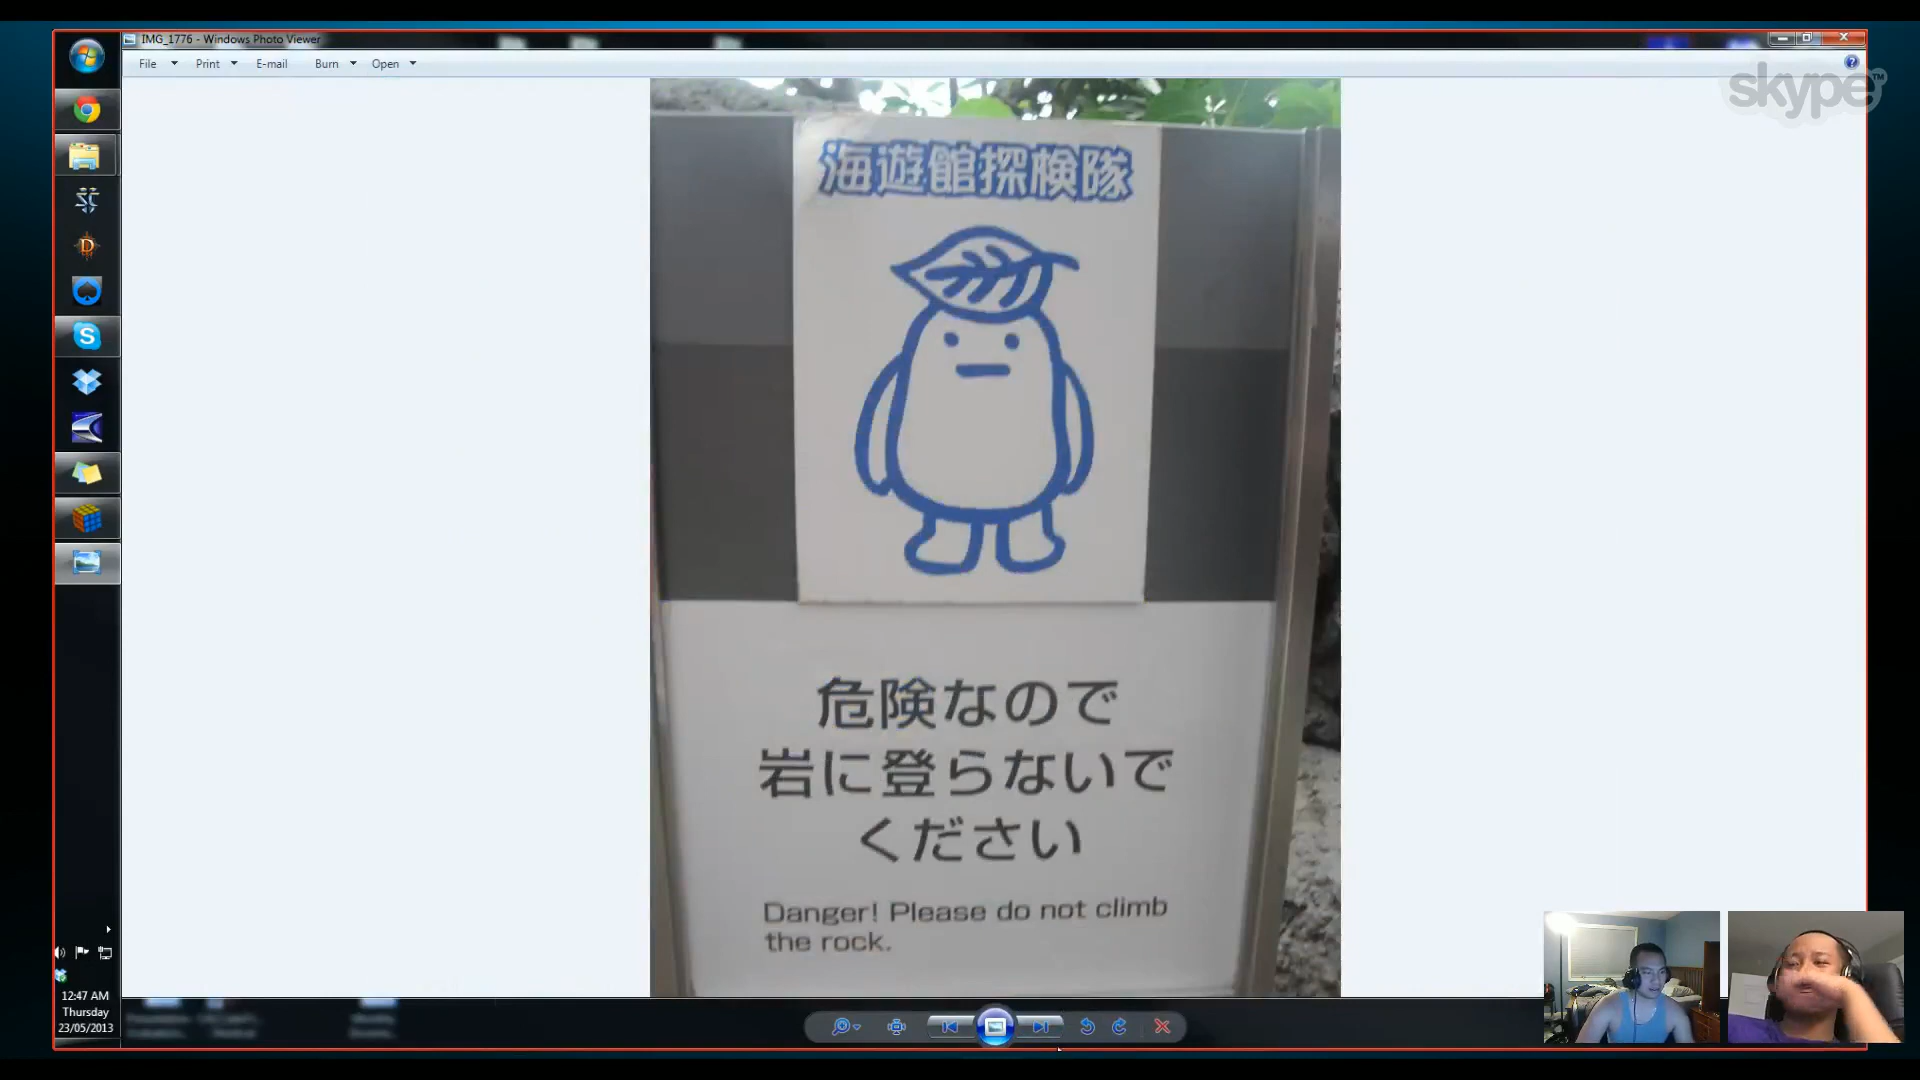 IMG_1776 - Windows Photo Viewer
File Print E-mail Burn Open
skype™
海遊館探検隊
危険なので
岩に登らないで
ください
Danger! Please do not climb
the rock.
12:47 AM
Thursday
23/05/2013